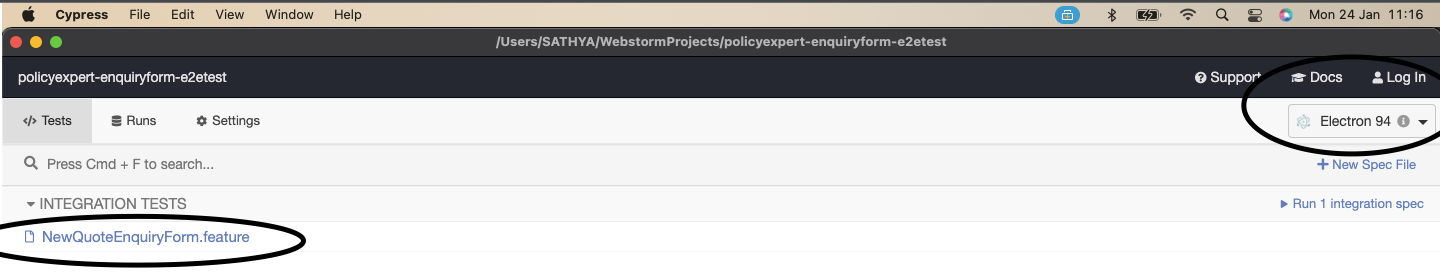 Cypress File Edit View Window Help Mon 24 Jan 11:16
/Users/SATHYA/WebstormProjects/policyexpert-enquiryform-e2etest
policyexpert-enquiryform-e2etest Support Docs Log In
</> Tests Runs Settings Electron 94
Press Cmd + F to search...
+ New Spec File
INTEGRATION TESTS Run 1 integration spec
NewQuoteEnquiryForm.feature